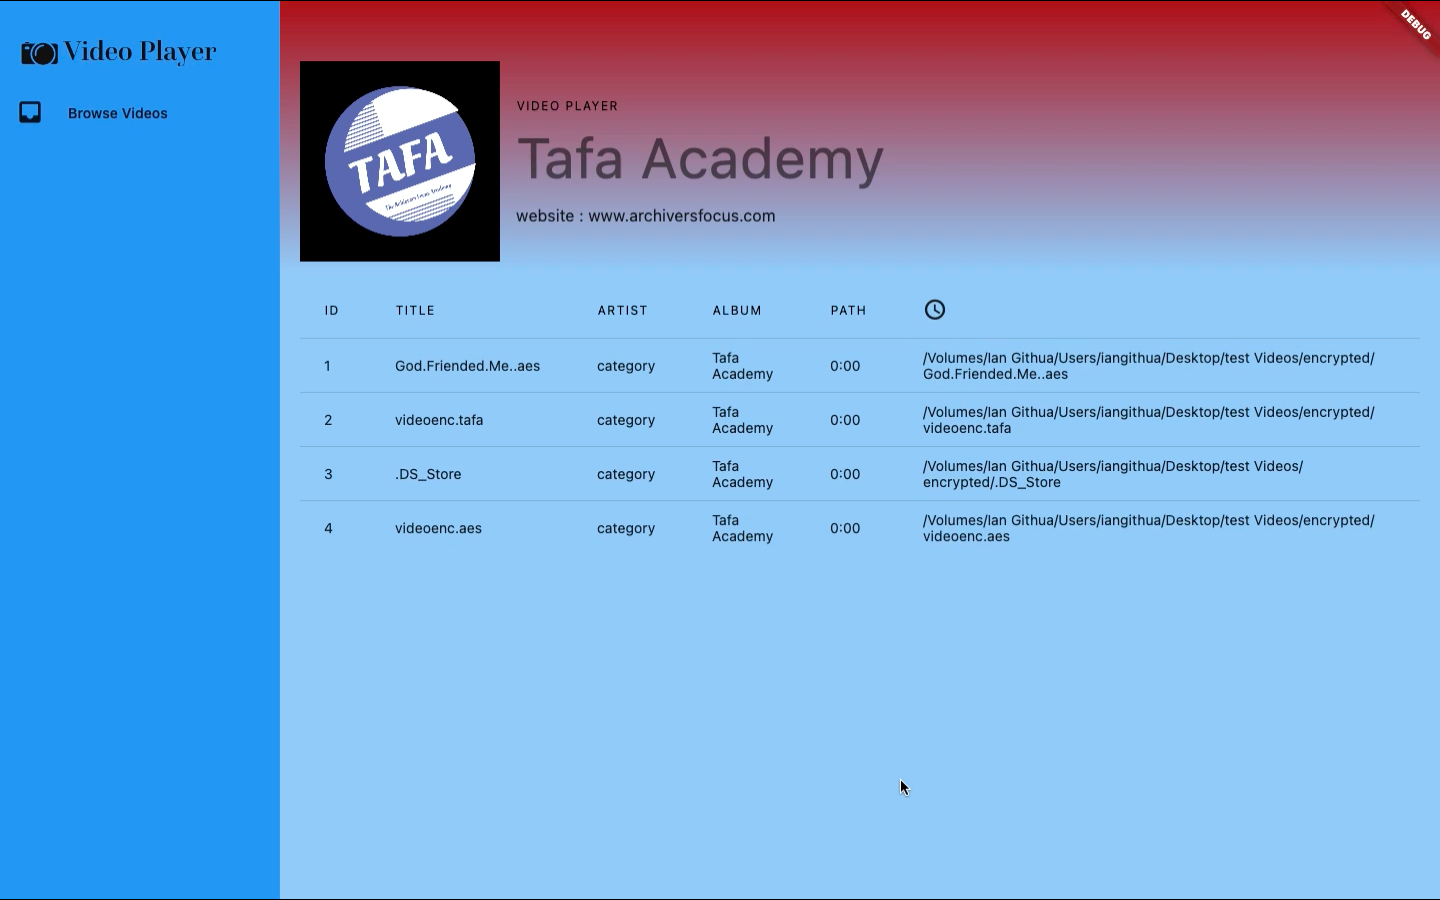 DEBUG
Video Player
Browse Videos
TAFA
VIDEO PLAYER
Tafa Academy
website : www.archiversfocus.com
ID TITLE ARTIST ALBUM PATH
1 God.Friended.Me..aes category Tafa Academy 0:00 /Volumes/Ian Githua/Users/iangithua/Desktop/test Videos/encrypted/
God.Friended.Me..aes
2 videoenc.tafa category Tafa Academy 0:00 /Volumes/Ian Githua/Users/iangithua/Desktop/test Videos/encrypted/
videoenc.tafa
3 .DS_Store category Tafa Academy 0:00 /Volumes/Ian Githua/Users/iangithua/Desktop/test Videos/
encrypted/.DS_Store
4 videoenc.aes category Tafa Academy 0:00 /Volumes/Ian Githua/Users/iangithua/Desktop/test Videos/encrypted/
videoenc.aes